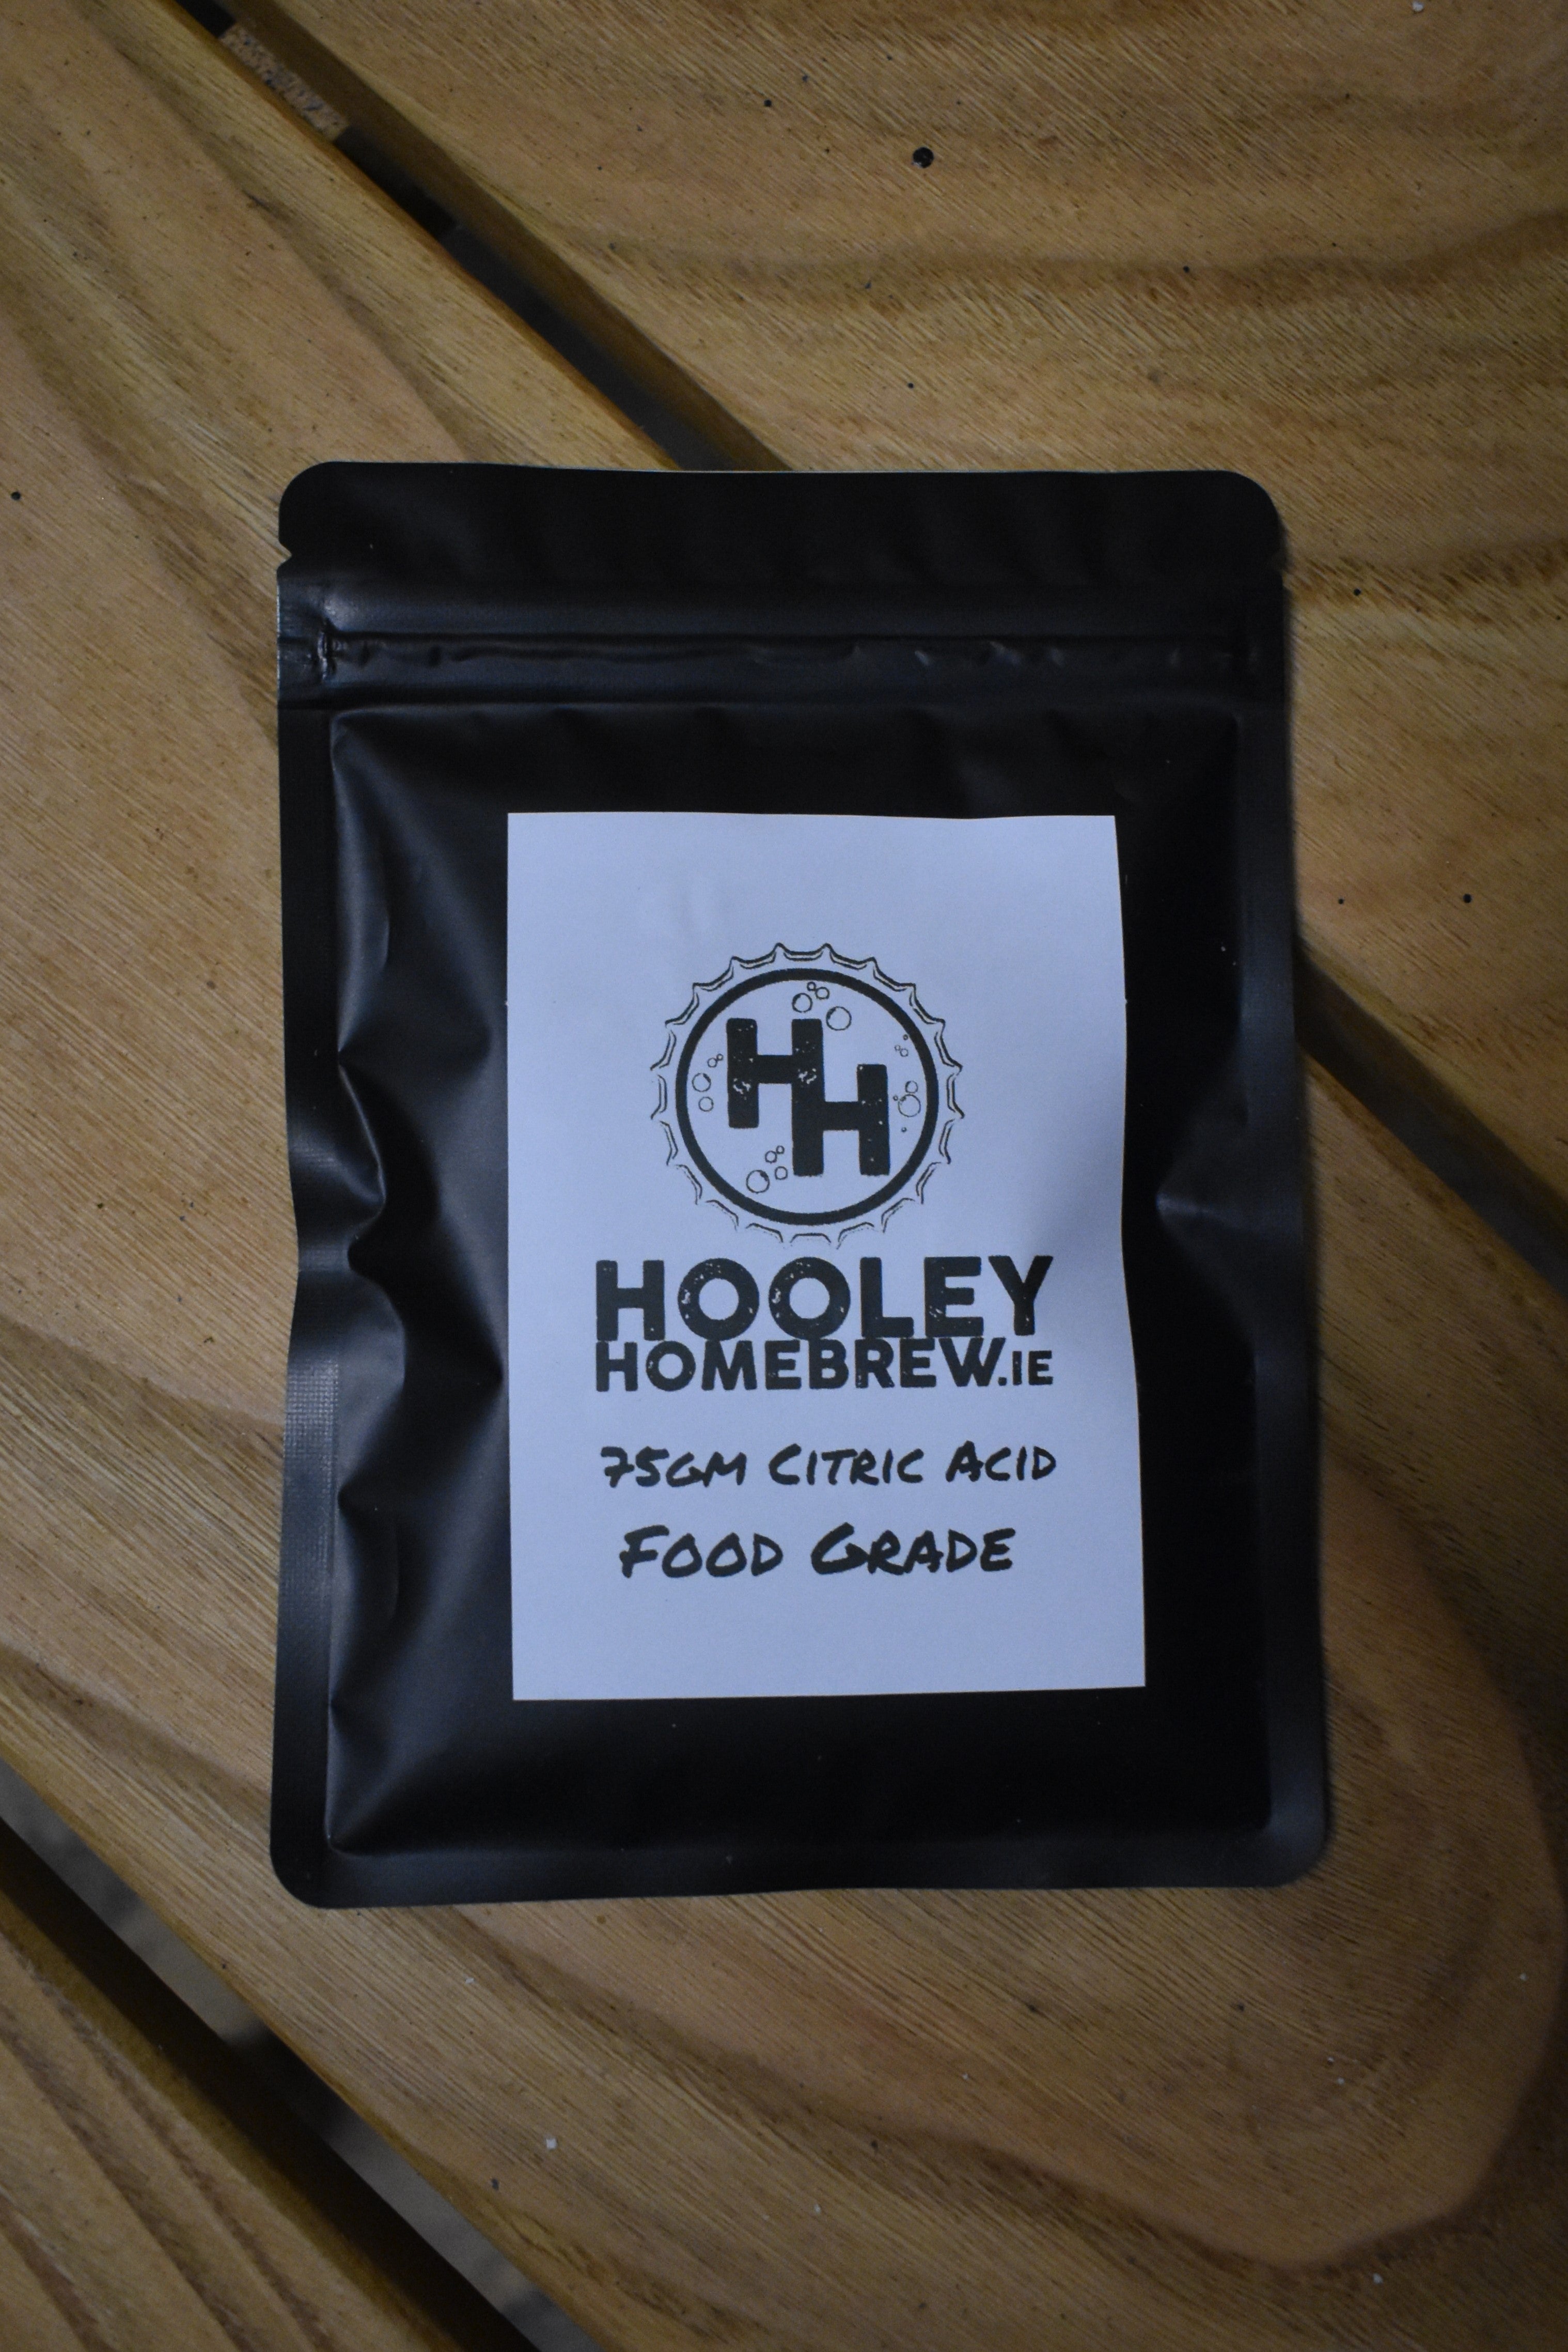 HH
HOOLEY
HOMEBREW.IE
75GM CITRIC ACID
FOOD GRADE